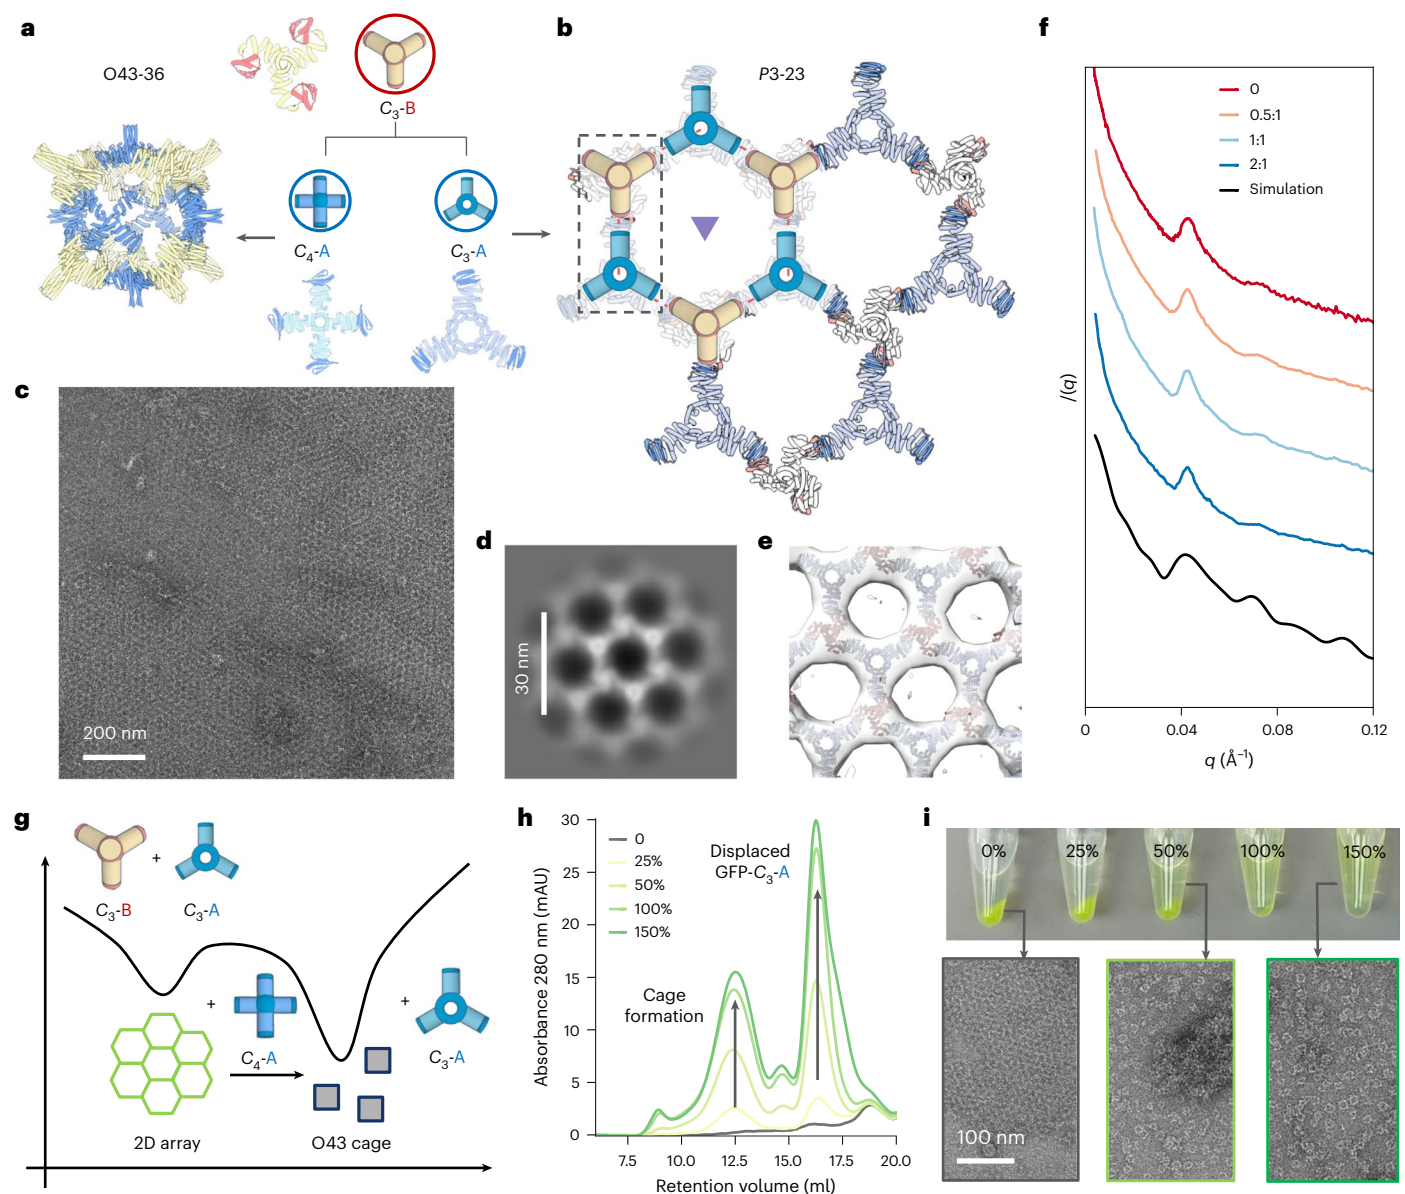 a
O43-36
C3-B
C4-A
C3-A
b
P3-23
c
200 nm
d
30 nm
e
f
0
0.5:1
1:1
2:1
Simulation
I(q)
0
0.04
0.08
0.12
q (Å⁻¹)
g
+
C3-B
C3-A
+
C4-A
+
C3-A
2D array
O43 cage
h
30
25
20
15
10
5
0
Absorbance 280 nm (mAU)
0
25%
50%
100%
150%
Displaced
GFP-C3-A
Cage
formation
7.5
10.0
12.5
15.0
17.5
20.0
Retention volume (ml)
i
0%
25%
50%
100%
150%
100 nm